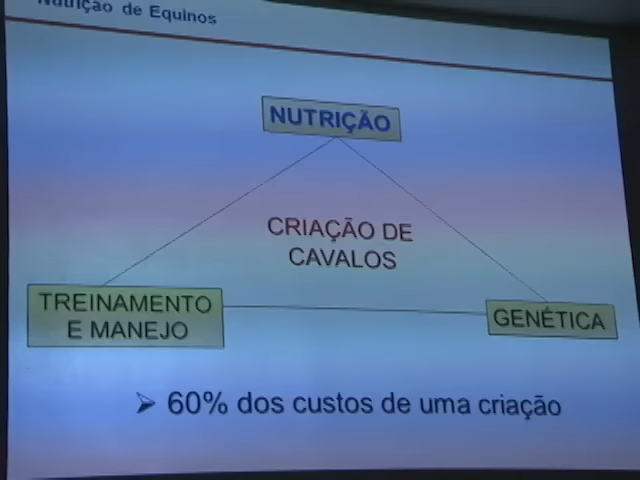 Nutrição de Equinos
NUTRIÇÃO
CRIAÇÃO DE
CAVALOS
TREINAMENTO
E MANEJO
GENÉTICA
60% dos custos de uma criação